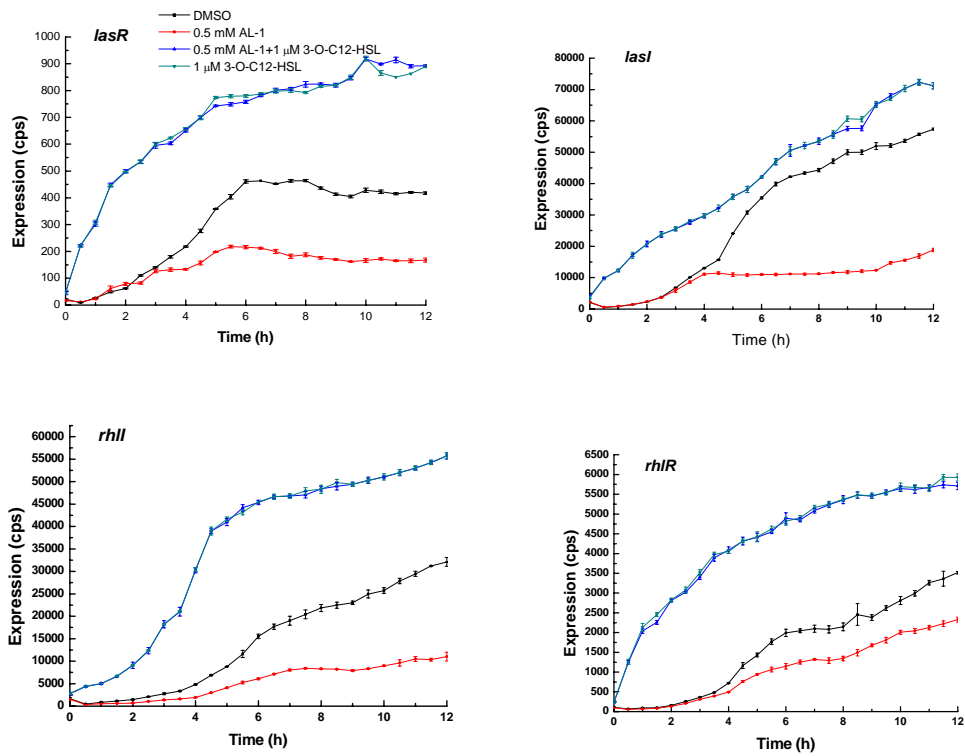 lasR
DMSO
0.5 mM AL-1
0.5 mM AL-1+1 µM 3-O-C12-HSL
1 µM 3-O-C12-HSL
Expression (cps)
1000
900
800
700
600
500
400
300
200
100
0
0 2 4 6 8 10 12
Time (h)
lasI
Expression (cps)
80000
70000
60000
50000
40000
30000
20000
10000
0
0 2 4 6 8 10 12
Time (h)
rhlI
Expression (cps)
60000
55000
50000
45000
40000
35000
30000
25000
20000
15000
10000
5000
0
0 2 4 6 8 10 12
Time (h)
rhlR
Expression (cps)
6500
6000
5500
5000
4500
4000
3500
3000
2500
2000
1500
1000
500
0
0 2 4 6 8 10 12
Time (h)